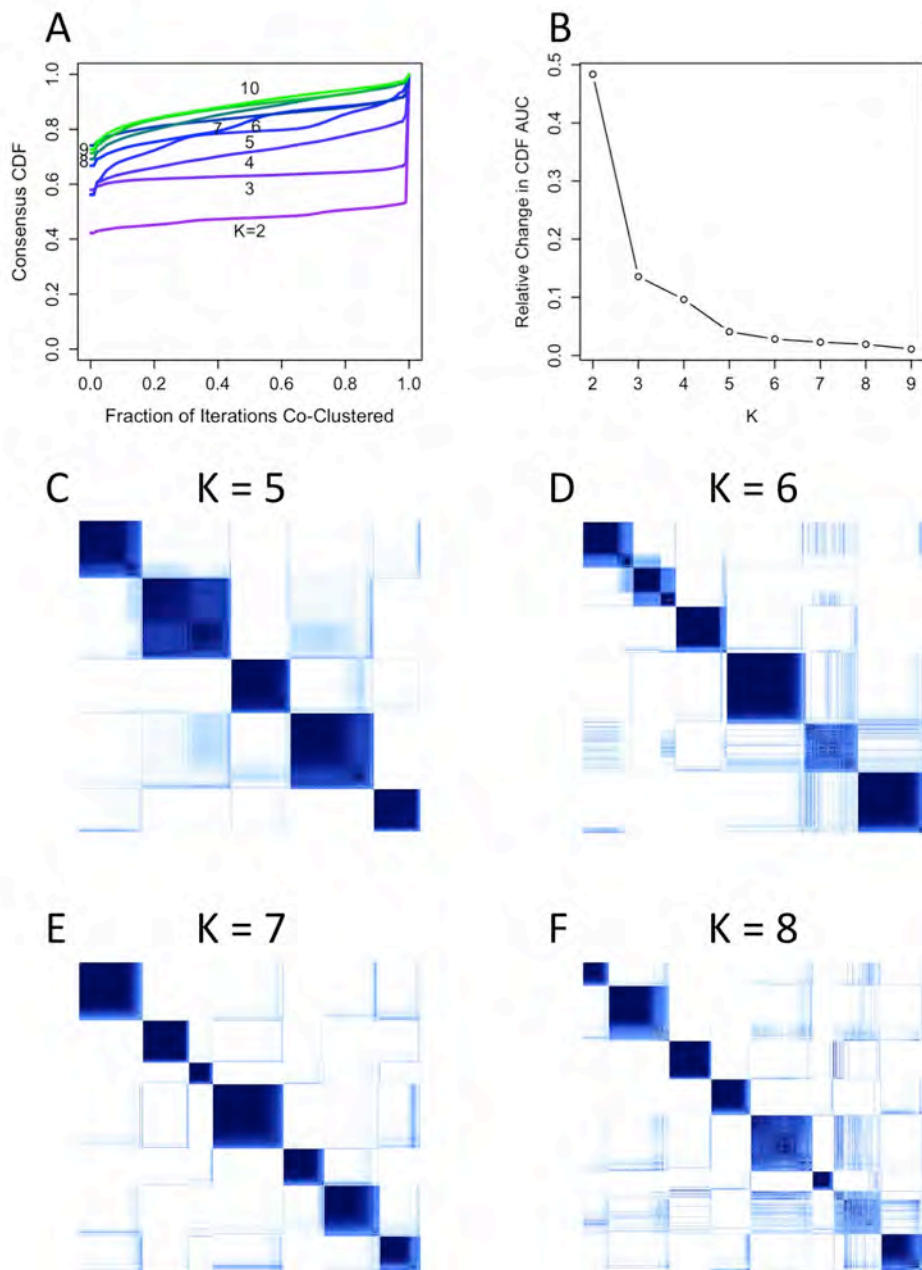 A
B
Consensus CDF
0.0
0.2
0.4
0.6
0.8
1.0
10
9
8
7
6
5
4
3
K=2
0.0 0.2 0.4 0.6 0.8 1.0
Fraction of Iterations Co-Clustered
Relative Change in CDF AUC
0.5
0.4
0.3
0.2
0.1
0.0
2 3 4 5 6 7 8 9
K
C K = 5
D K = 6
E K = 7
F K = 8